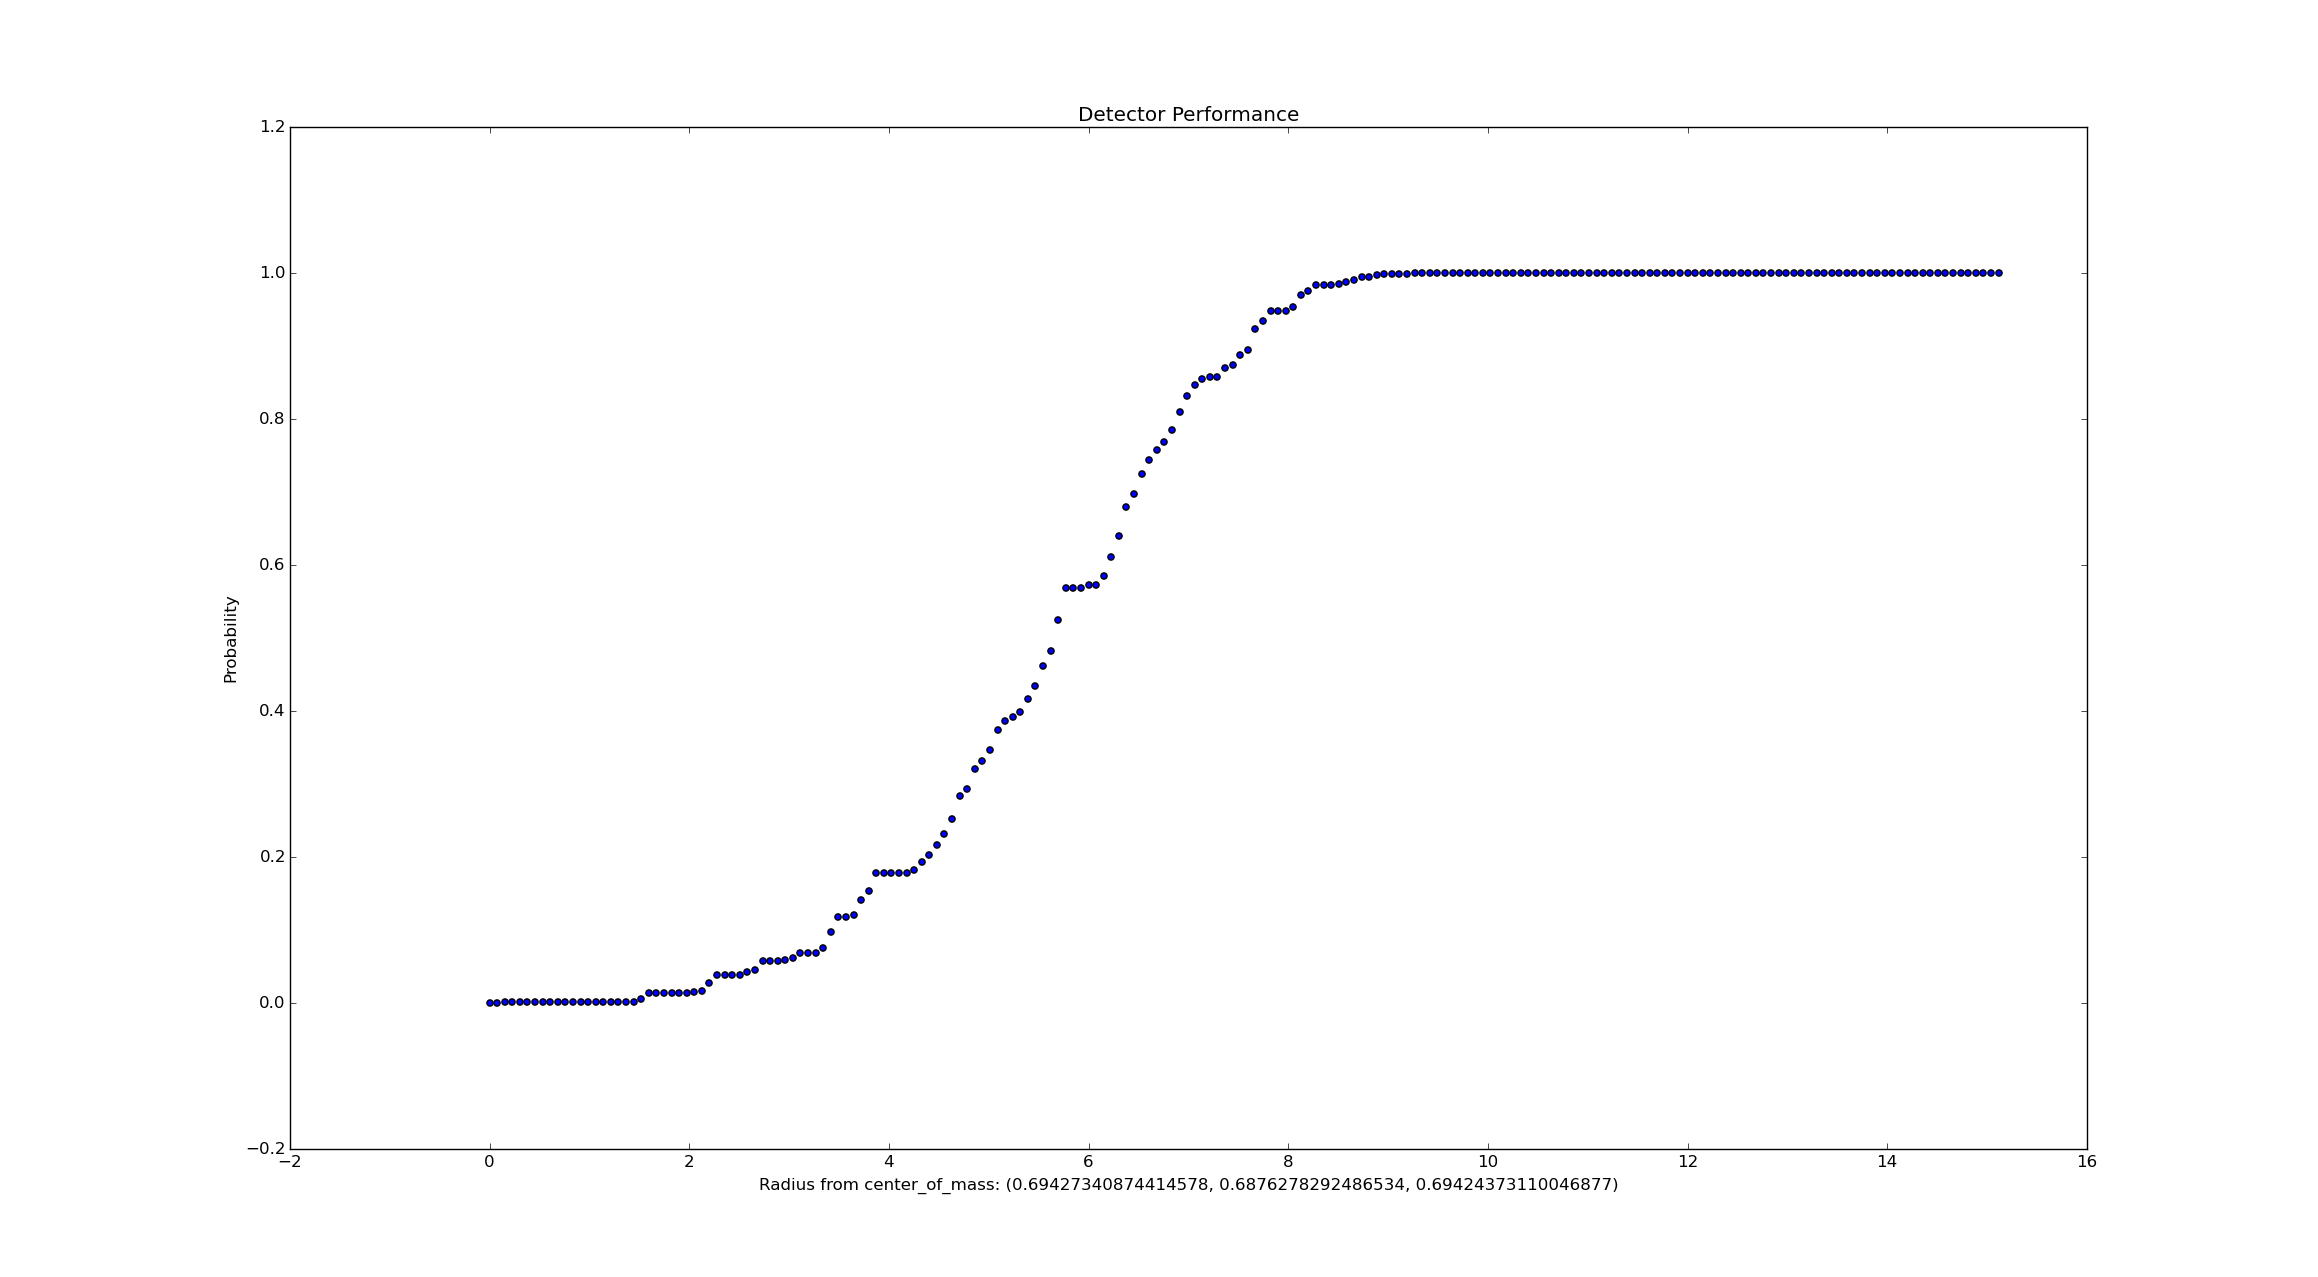 Detector Performance
1.2
1.0
0.8
0.6
0.4
0.2
0.0
−0.2
Probability
−2 0 2 4 6 8 10 12 14 16
Radius from center_of_mass: (0.69427340874414578, 0.6876278292486534, 0.69424373110046877)